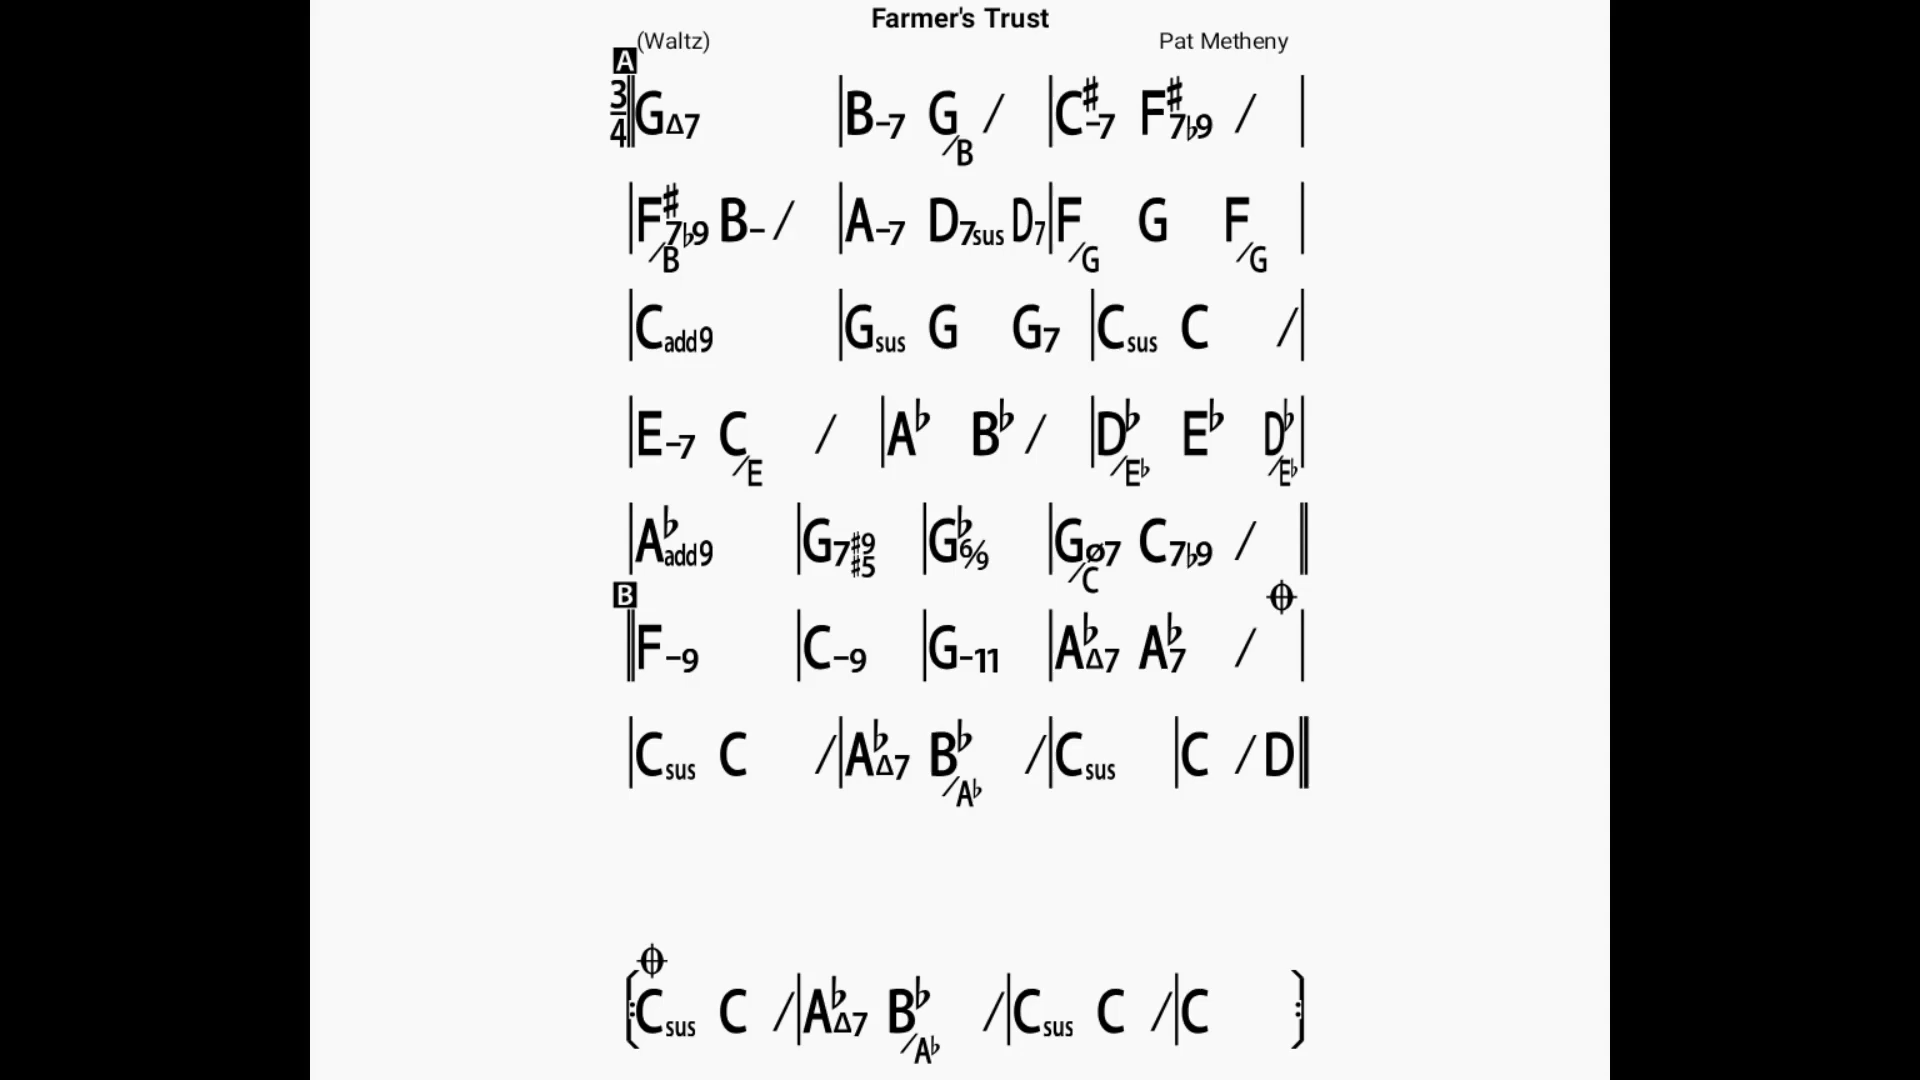 Farmer's Trust
(Waltz) Pat Metheny
A
3/4 GΔ7 | B–7 G/B / | C♯–7 F♯7♭9 / |
| F♯7♭9/B B– / | A–7 D7sus D7 | F/G G F/G |
| Cadd9 | Gsus G G7 | Csus C / |
| E–7 C/E / | A♭ B♭ / | D♭/E♭ E♭ D♭/E♭ |
| A♭add9 | G7♯9♯5 | G♭6/9 | Gø7/C C7♭9 / ||
B
|| F–9 | C–9 | G–11 | A♭Δ7 A♭7 / |
| Csus C / | A♭Δ7 B♭/A♭ / | Csus | C / D ||
Csus C / | A♭Δ7 B♭/A♭ / | Csus C / | C